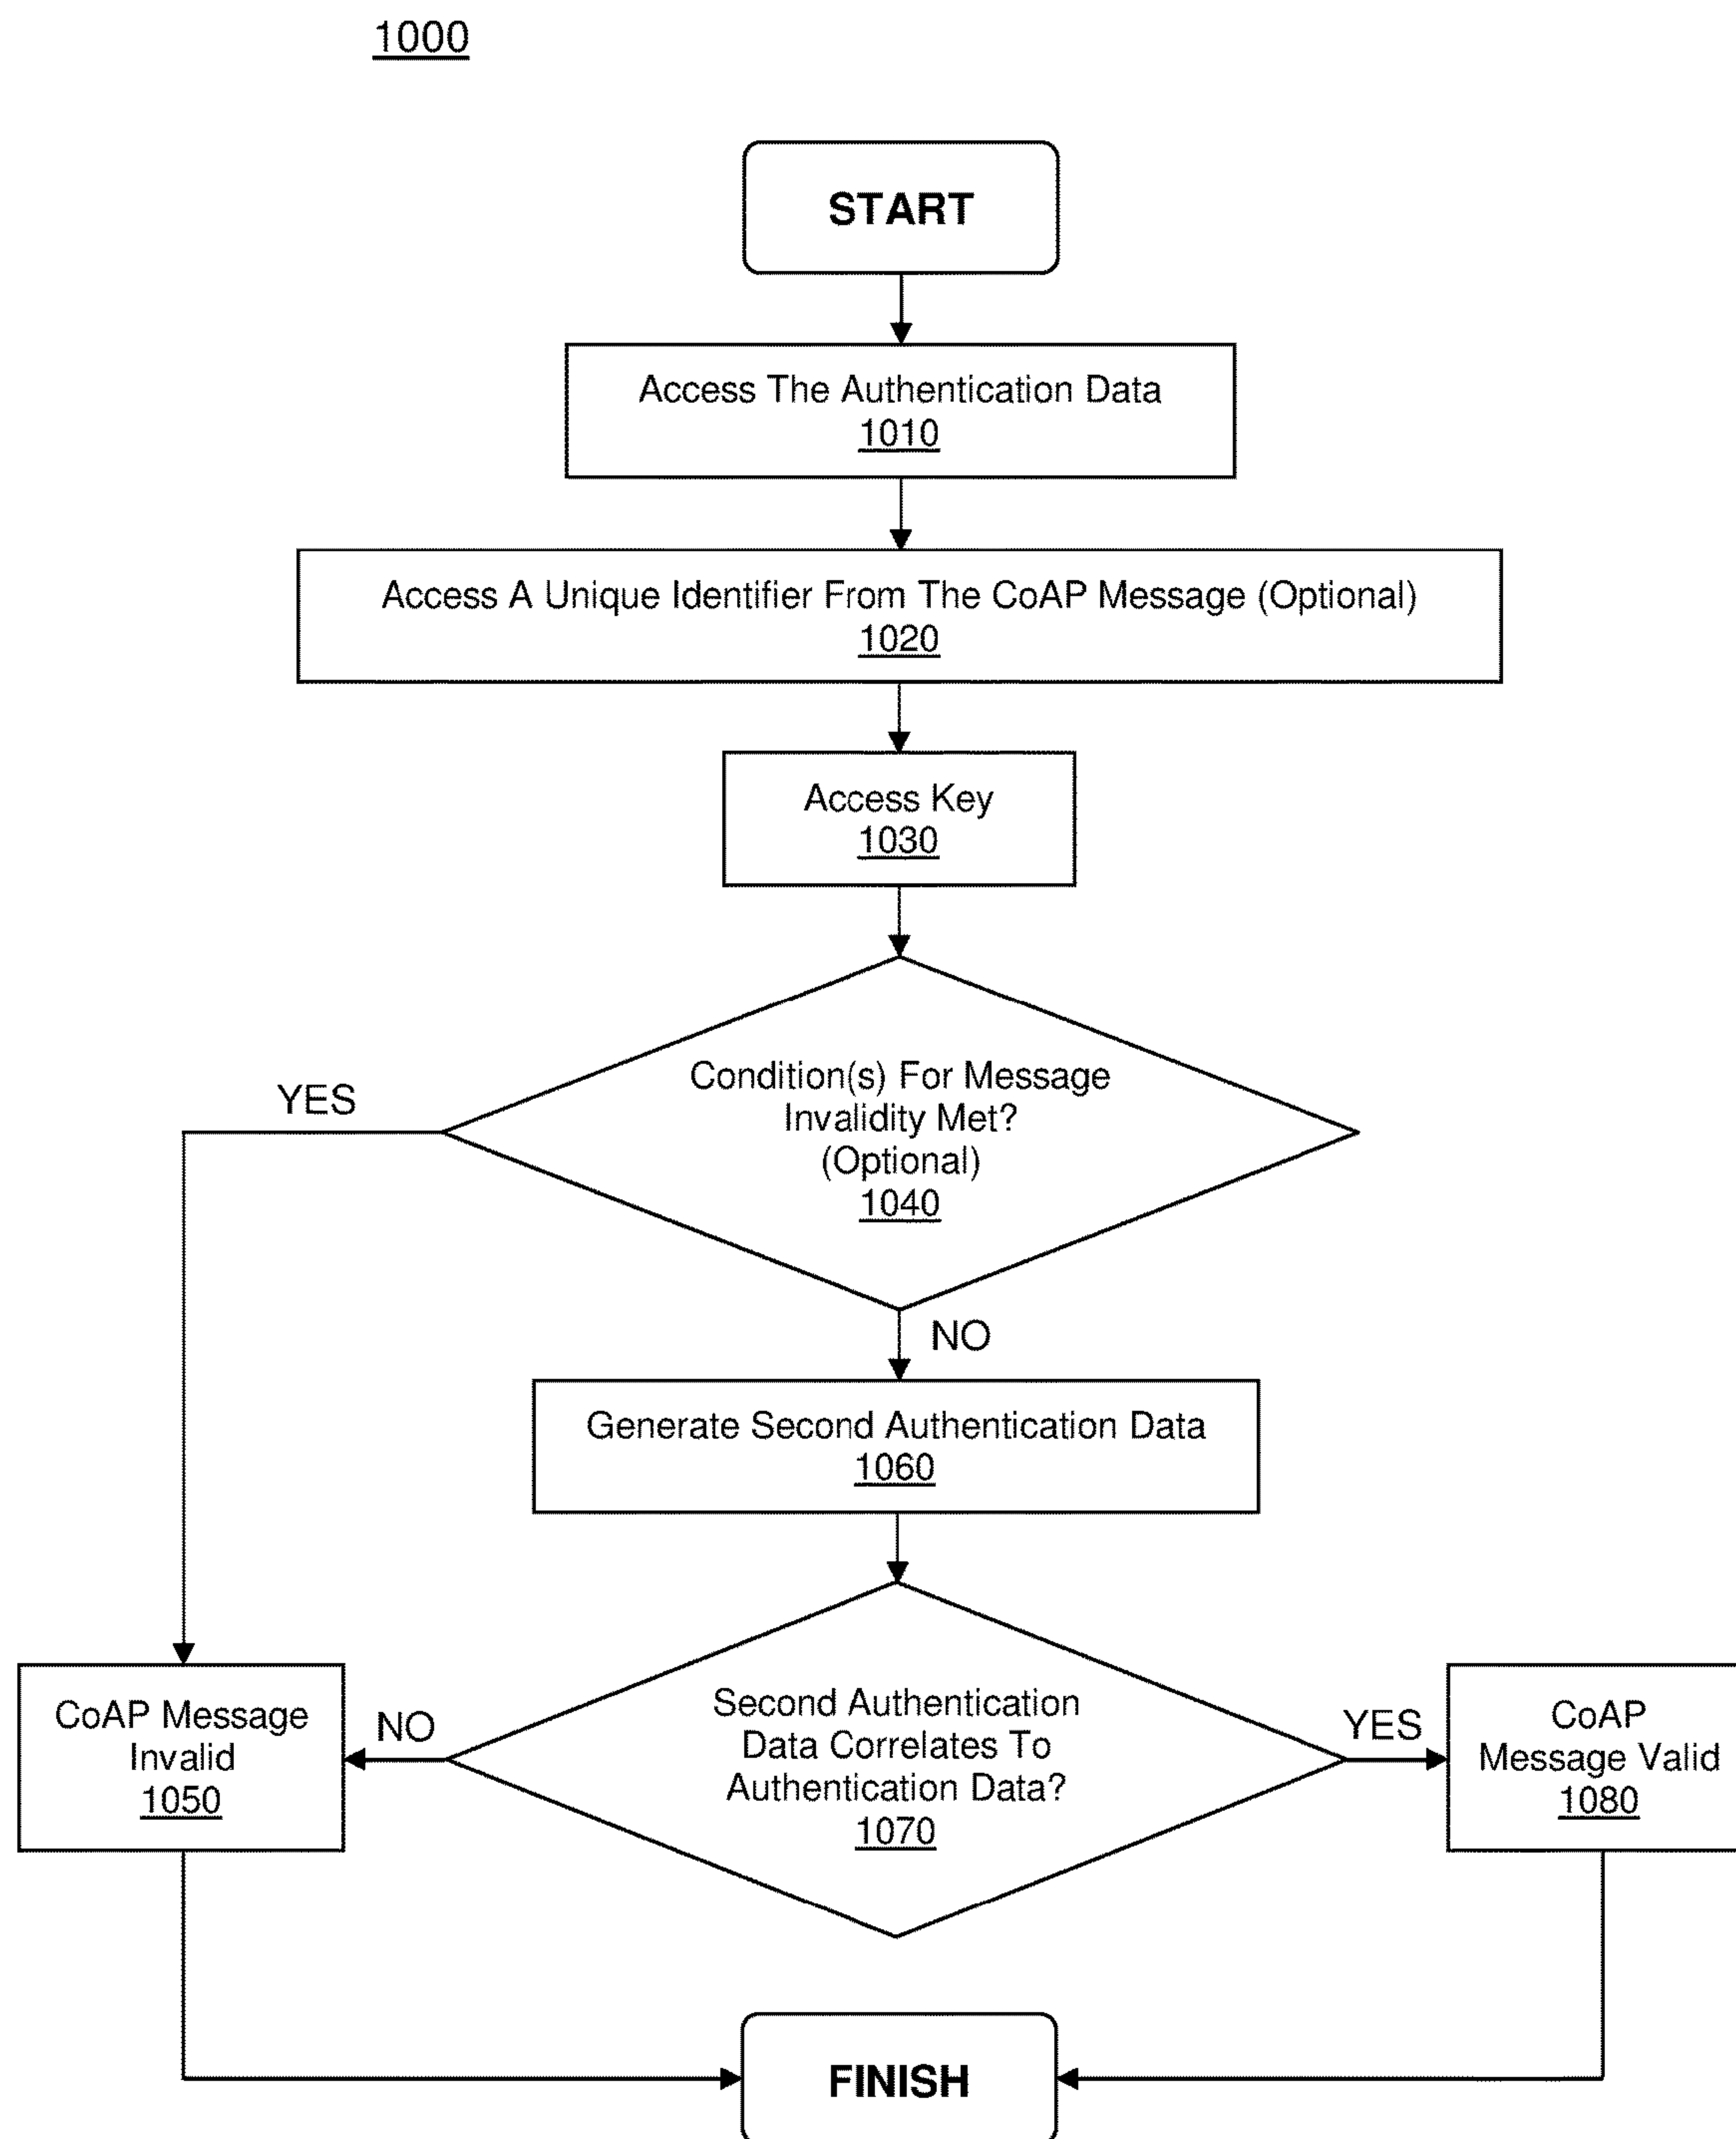 1000
START
Access The Authentication Data
1010
Access A Unique Identifier From The CoAP Message (Optional)
1020
Access Key
1030
Condition(s) For Message
Invalidity Met?
(Optional)
1040
YES
NO
Generate Second Authentication Data
1060
CoAP Message
Invalid
1050
NO
Second Authentication
Data Correlates To
Authentication Data?
1070
YES
CoAP
Message Valid
1080
FINISH